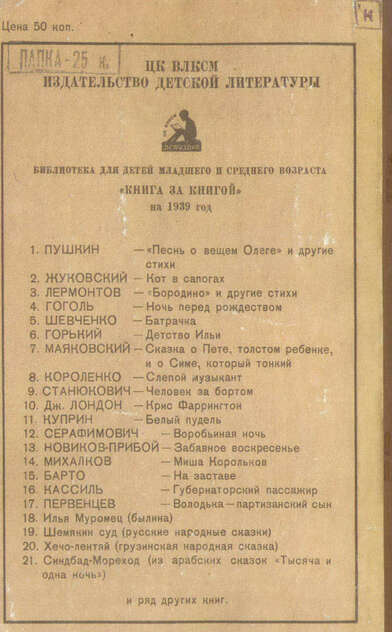 К
Цена 50 коп.
ПАПКА-25 к.
ЦК ВЛКСМ
ИЗДАТЕЛЬСТВО ДЕТСКОЙ ЛИТЕРАТУРЫ
ДЕТИЗДАТ
БИБЛИОТЕКА ДЛЯ ДЕТЕЙ МЛАДШЕГО И СРЕДНЕГО ВОЗРАСТА
«КНИГА ЗА КНИГОЙ»
на 1939 год
1. ПУШКИН — «Песнь о вещем Олеге» и другие
стихи
2. ЖУКОВСКИЙ — Кот в сапогах
3. ЛЕРМОНТОВ — «Бородино» и другие стихи
4. ГОГОЛЬ — Ночь перед рождеством
5. ШЕВЧЕНКО — Батрачка
6. ГОРЬКИЙ — Детство Ильи
7. МАЯКОВСКИЙ — Сказка о Пете, толстом ребенке,
и о Симе, который тонкий
8. КОРОЛЕНКО — Слепой музыкант
9. СТАНЮКОВИЧ — Человек за бортом
10. Дж. ЛОНДОН — Крис Фаррингтон
11. КУПРИН — Белый пудель
12. СЕРАФИМОВИЧ — Воробьиная ночь
13. НОВИКОВ-ПРИБОЙ — Забавное воскресенье
14. МИХАЛКОВ — Миша Корольков
15. БАРТО — На заставе
16. КАССИЛЬ — Губернаторский пассажир
17. ПЕРВЕНЦЕВ — Володька — партизанский сын
18. Илья Муромец (былина)
19. Шемякин суд (русские народные сказки)
20. Хечо-лентяй (грузинская народная сказка)
21. Синдбад-Мореход (из арабских сказок «Тысяча и
одна ночь»)
и ряд других книг.